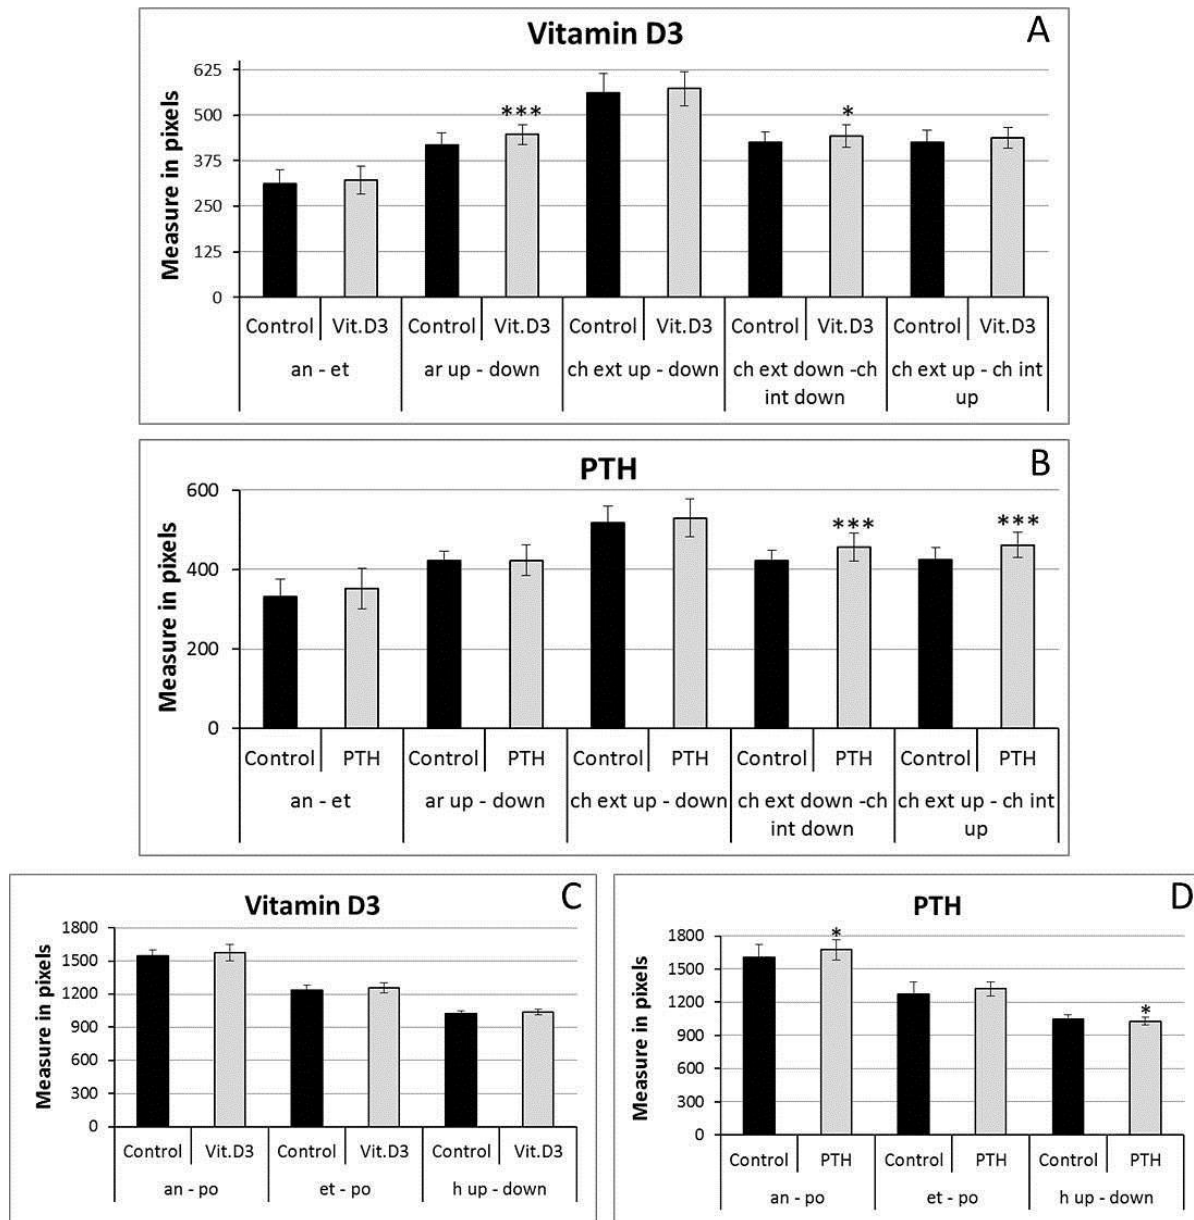 Vitamin D3
A
Measure in pixels
625
500
375
250
125
0
***
*
Control Vit.D3 Control Vit.D3 Control Vit.D3 Control Vit.D3 Control Vit.D3
an - et ar up - down ch ext up - down ch ext down -ch ch ext up - ch int
int down up
PTH
B
Measure in pixels
600
400
200
0
***
***
Control PTH Control PTH Control PTH Control PTH Control PTH
an - et ar up - down ch ext up - down ch ext down -ch ch ext up - ch int
int down up
Vitamin D3
C
Measure in pixels
1800
1500
1200
900
600
300
0
Control Vit.D3 Control Vit.D3 Control Vit.D3
an - po et - po h up - down
PTH
D
Measure in pixels
1800
1500
1200
900
600
300
0
*
*
Control PTH Control PTH Control PTH
an - po et - po h up - down